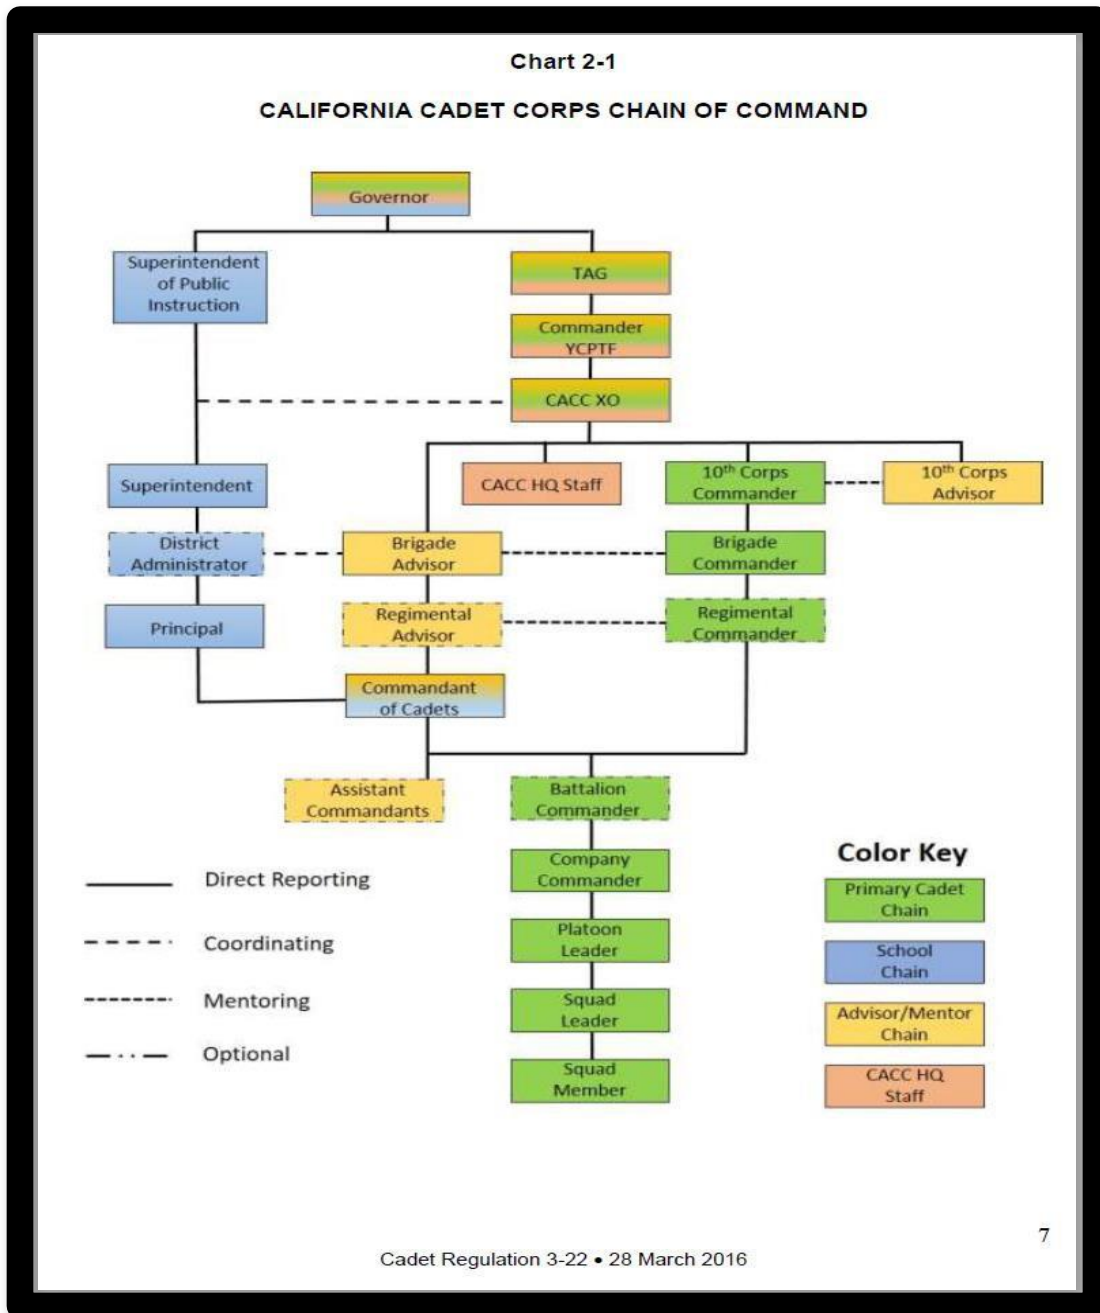 Chart 2-1
CALIFORNIA CADET CORPS CHAIN OF COMMAND
Governor
Superintendent
of Public
Instruction
TAG
Commander
YCPTF
CACC XO
Superintendent
CACC HQ Staff
10th Corps
Commander
10th Corps
Advisor
District
Administrator
Brigade
Advisor
Brigade
Commander
Principal
Regimental
Advisor
Regimental
Commander
Commandant
of Cadets
Assistant
Commandants
Battalion
Commander
Company
Commander
Platoon
Leader
Squad
Leader
Squad
Member
Direct Reporting
Coordinating
Mentoring
Optional
Color Key
Primary Cadet
Chain
School
Chain
Advisor/Mentor
Chain
CACC HQ
Staff
7
Cadet Regulation 3-22 • 28 March 2016